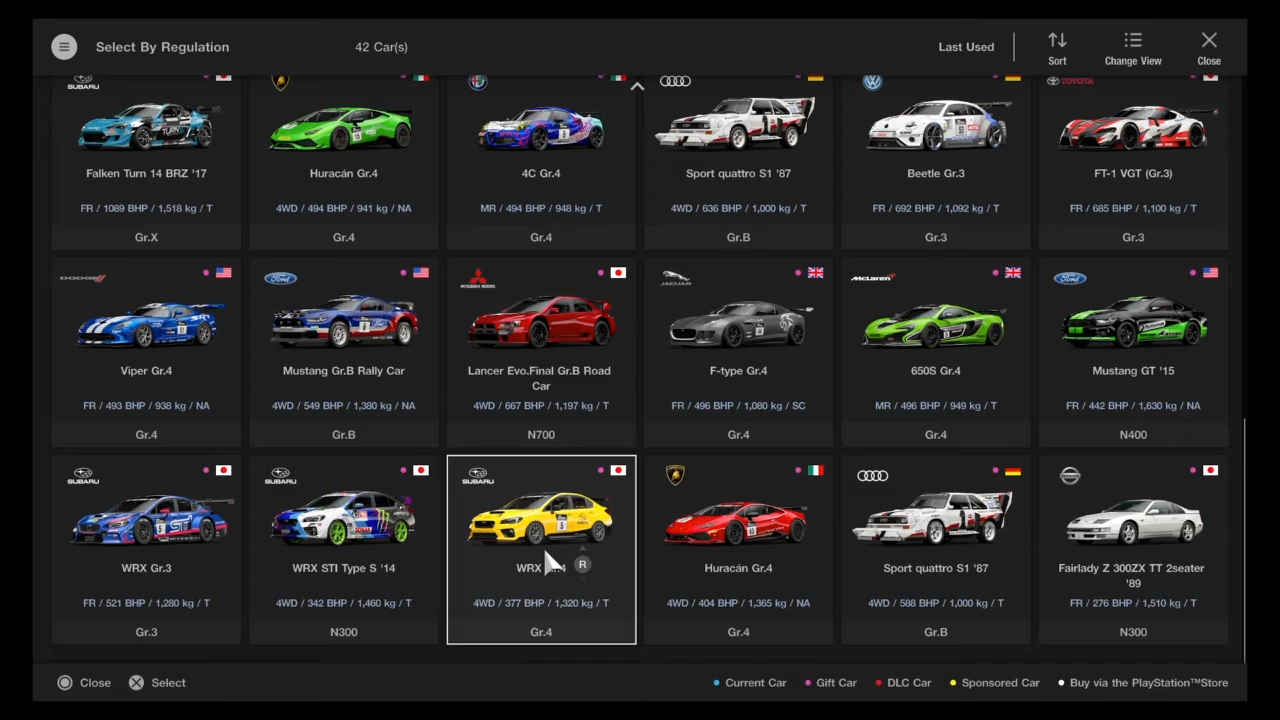 Select By Regulation
42 Car(s)
Last Used
Sort
Change View
Close
SUBARU
TOYOTA
Falken Turn 14 BRZ '17
Huracán Gr.4
4C Gr.4
Sport quattro S1 '87
Beetle Gr.3
FT-1 VGT (Gr.3)
FR / 1089 BHP / 1,518 kg / T
4WD / 494 BHP / 941 kg / NA
MR / 494 BHP / 948 kg / T
4WD / 636 BHP / 1,000 kg / T
FR / 692 BHP / 1,092 kg / T
FR / 685 BHP / 1,100 kg / T
Gr.X
Gr.4
Gr.4
Gr.B
Gr.3
Gr.3
DODGE
Ford
MITSUBISHI MOTORS
JAGUAR
McLaren
Ford
Viper Gr.4
Mustang Gr.B Rally Car
Lancer Evo.Final Gr.B Road
Car
F-type Gr.4
650S Gr.4
Mustang GT '15
FR / 493 BHP / 938 kg / NA
4WD / 549 BHP / 1,380 kg / NA
4WD / 667 BHP / 1,197 kg / T
FR / 496 BHP / 1,080 kg / SC
MR / 496 BHP / 949 kg / T
FR / 442 BHP / 1,630 kg / NA
Gr.4
Gr.B
N700
Gr.4
Gr.4
N400
SUBARU
SUBARU
SUBARU
NISSAN
WRX Gr.3
WRX STI Type S '14
WRX
R
Huracán Gr.4
Sport quattro S1 '87
Fairlady Z 300ZX TT 2seater
'89
FR / 521 BHP / 1,280 kg / T
4WD / 342 BHP / 1,460 kg / T
4WD / 377 BHP / 1,320 kg / T
4WD / 404 BHP / 1,365 kg / NA
4WD / 588 BHP / 1,000 kg / T
FR / 276 BHP / 1,510 kg / T
Gr.3
N300
Gr.4
Gr.4
Gr.B
N300
Close
Select
Current Car
Gift Car
DLC Car
Sponsored Car
Buy via the PlayStation™Store